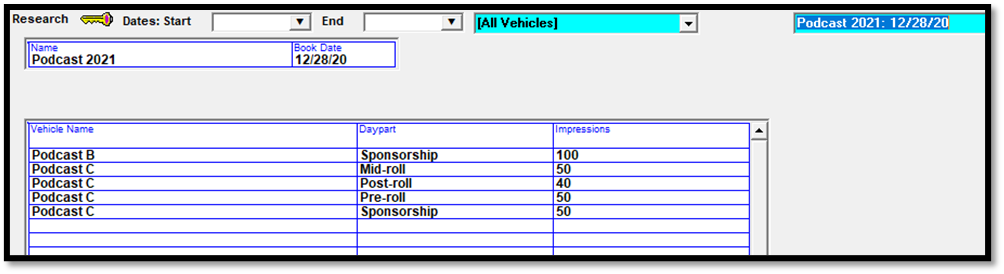 Research Dates: Start End [All Vehicles] Podcast 2021: 12/28/20
Name Book Date
Podcast 2021 12/28/20
Vehicle Name Daypart Impressions
Podcast B Sponsorship 100
Podcast C Mid-roll 50
Podcast C Post-roll 40
Podcast C Pre-roll 50
Podcast C Sponsorship 50